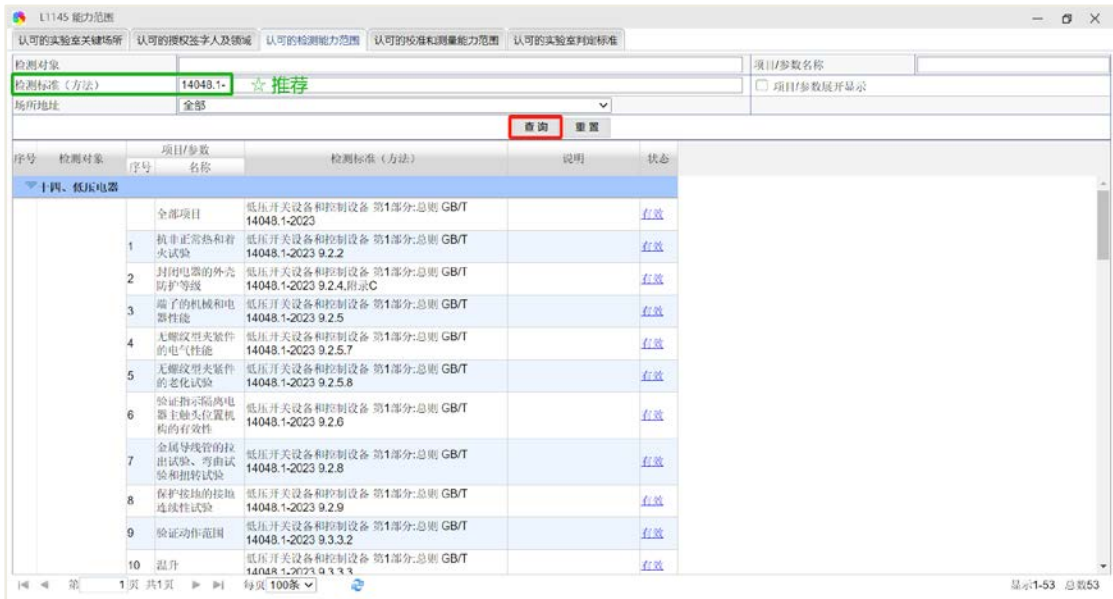 L1145 能力范围
认可的实验室关键场所 认可的授权签字人及领域 认可的检测能力范围 认可的校准和测量能力范围 认可的实验室判定标准
检测对象 项目/参数名称
检测标准（方法） 14048.1- ☆ 推荐 项目/参数展开显示
场所地址 全部
查询 重置
序号 检测对象 项目/参数 检测标准（方法） 说明 状态
序号 名称
十四、低压电器
全部项目 低压开关设备和控制设备 第1部分:总则 GB/T
14048.1-2023 有效
1 抗非正常热和着
火试验 低压开关设备和控制设备 第1部分:总则 GB/T
14048.1-2023 9.2.2 有效
2 封闭电器的外壳
防护等级 低压开关设备和控制设备 第1部分:总则 GB/T
14048.1-2023 9.2.4,附录C 有效
3 端子的机械和电
器性能 低压开关设备和控制设备 第1部分:总则 GB/T
14048.1-2023 9.2.5 有效
4 无螺纹型夹紧件
的电气性能 低压开关设备和控制设备 第1部分:总则 GB/T
14048.1-2023 9.2.5.7 有效
5 无螺纹型夹紧件
的老化试验 低压开关设备和控制设备 第1部分:总则 GB/T
14048.1-2023 9.2.5.8 有效
6 验证指示隔离电
器主触头位置机
构的有效性 低压开关设备和控制设备 第1部分:总则 GB/T
14048.1-2023 9.2.6 有效
7 金属导线管的拉
出试验、弯曲试
验和扭转试验 低压开关设备和控制设备 第1部分:总则 GB/T
14048.1-2023 9.2.8 有效
8 保护接地的接地
连续性试验 低压开关设备和控制设备 第1部分:总则 GB/T
14048.1-2023 9.2.9 有效
9 验证动作范围 低压开关设备和控制设备 第1部分:总则 GB/T
14048.1-2023 9.3.3.2 有效
10 温升 低压开关设备和控制设备 第1部分:总则 GB/T
14048.1-2023 9.3.3.3 有效
第 1页 共1页 每页 100条 显示1-53 总数53